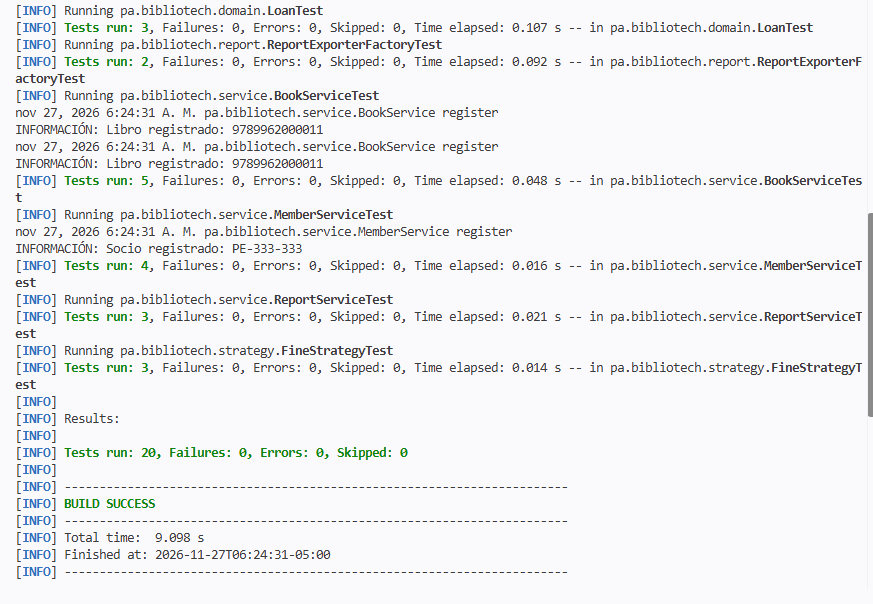 [INFO] Running pa.bibliotech.domain.LoanTest
[INFO] Tests run: 3, Failures: 0, Errors: 0, Skipped: 0, Time elapsed: 0.107 s -- in pa.bibliotech.domain.LoanTest
[INFO] Running pa.bibliotech.report.ReportExporterFactoryTest
[INFO] Tests run: 2, Failures: 0, Errors: 0, Skipped: 0, Time elapsed: 0.092 s -- in pa.bibliotech.report.ReportExporterF
actoryTest
[INFO] Running pa.bibliotech.service.BookServiceTest
nov 27, 2026 6:24:31 A. M. pa.bibliotech.service.BookService register
INFORMACIÓN: Libro registrado: 9789962000011
nov 27, 2026 6:24:31 A. M. pa.bibliotech.service.BookService register
INFORMACIÓN: Libro registrado: 9789962000011
[INFO] Tests run: 5, Failures: 0, Errors: 0, Skipped: 0, Time elapsed: 0.048 s -- in pa.bibliotech.service.BookServiceTes
t
[INFO] Running pa.bibliotech.service.MemberServiceTest
nov 27, 2026 6:24:31 A. M. pa.bibliotech.service.MemberService register
INFORMACIÓN: Socio registrado: PE-333-333
[INFO] Tests run: 4, Failures: 0, Errors: 0, Skipped: 0, Time elapsed: 0.016 s -- in pa.bibliotech.service.MemberServiceT
est
[INFO] Running pa.bibliotech.service.ReportServiceTest
[INFO] Tests run: 3, Failures: 0, Errors: 0, Skipped: 0, Time elapsed: 0.021 s -- in pa.bibliotech.service.ReportServiceT
est
[INFO] Running pa.bibliotech.strategy.FineStrategyTest
[INFO] Tests run: 3, Failures: 0, Errors: 0, Skipped: 0, Time elapsed: 0.014 s -- in pa.bibliotech.strategy.FineStrategyT
est
[INFO]
[INFO] Results:
[INFO]
[INFO] Tests run: 20, Failures: 0, Errors: 0, Skipped: 0
[INFO]
[INFO] ------------------------------------------------------------------------
[INFO] BUILD SUCCESS
[INFO] ------------------------------------------------------------------------
[INFO] Total time:  9.098 s
[INFO] Finished at: 2026-11-27T06:24:31-05:00
[INFO] ------------------------------------------------------------------------